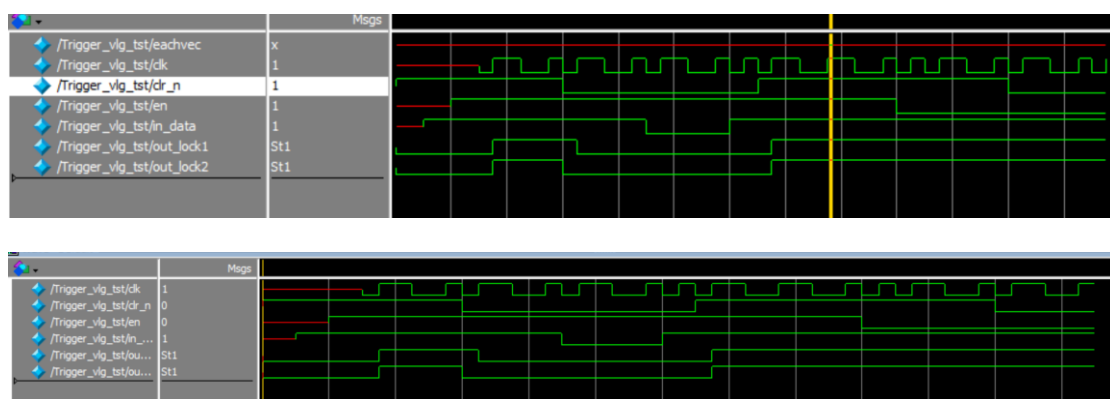 Msgs
/Trigger_vlg_tst/eachvec x
/Trigger_vlg_tst/clk 1
/Trigger_vlg_tst/clr_n 1
/Trigger_vlg_tst/en 1
/Trigger_vlg_tst/in_data 1
/Trigger_vlg_tst/out_lock1 St1
/Trigger_vlg_tst/out_lock2 St1
Msgs
/Trigger_vlg_tst/clk 1
/Trigger_vlg_tst/clr_n 0
/Trigger_vlg_tst/en 0
/Trigger_vlg_tst/in_... 1
/Trigger_vlg_tst/ou... St1
/Trigger_vlg_tst/ou... St1